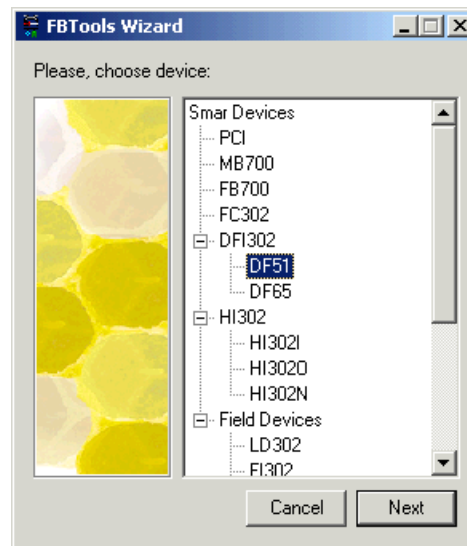 FBTools Wizard
Please, choose device:
Smar Devices
PCI
MB700
FB700
FC302
DFI302
DF51
DF65
HI302
HI302I
HI302O
HI302N
Field Devices
LD302
FI302
Cancel
Next